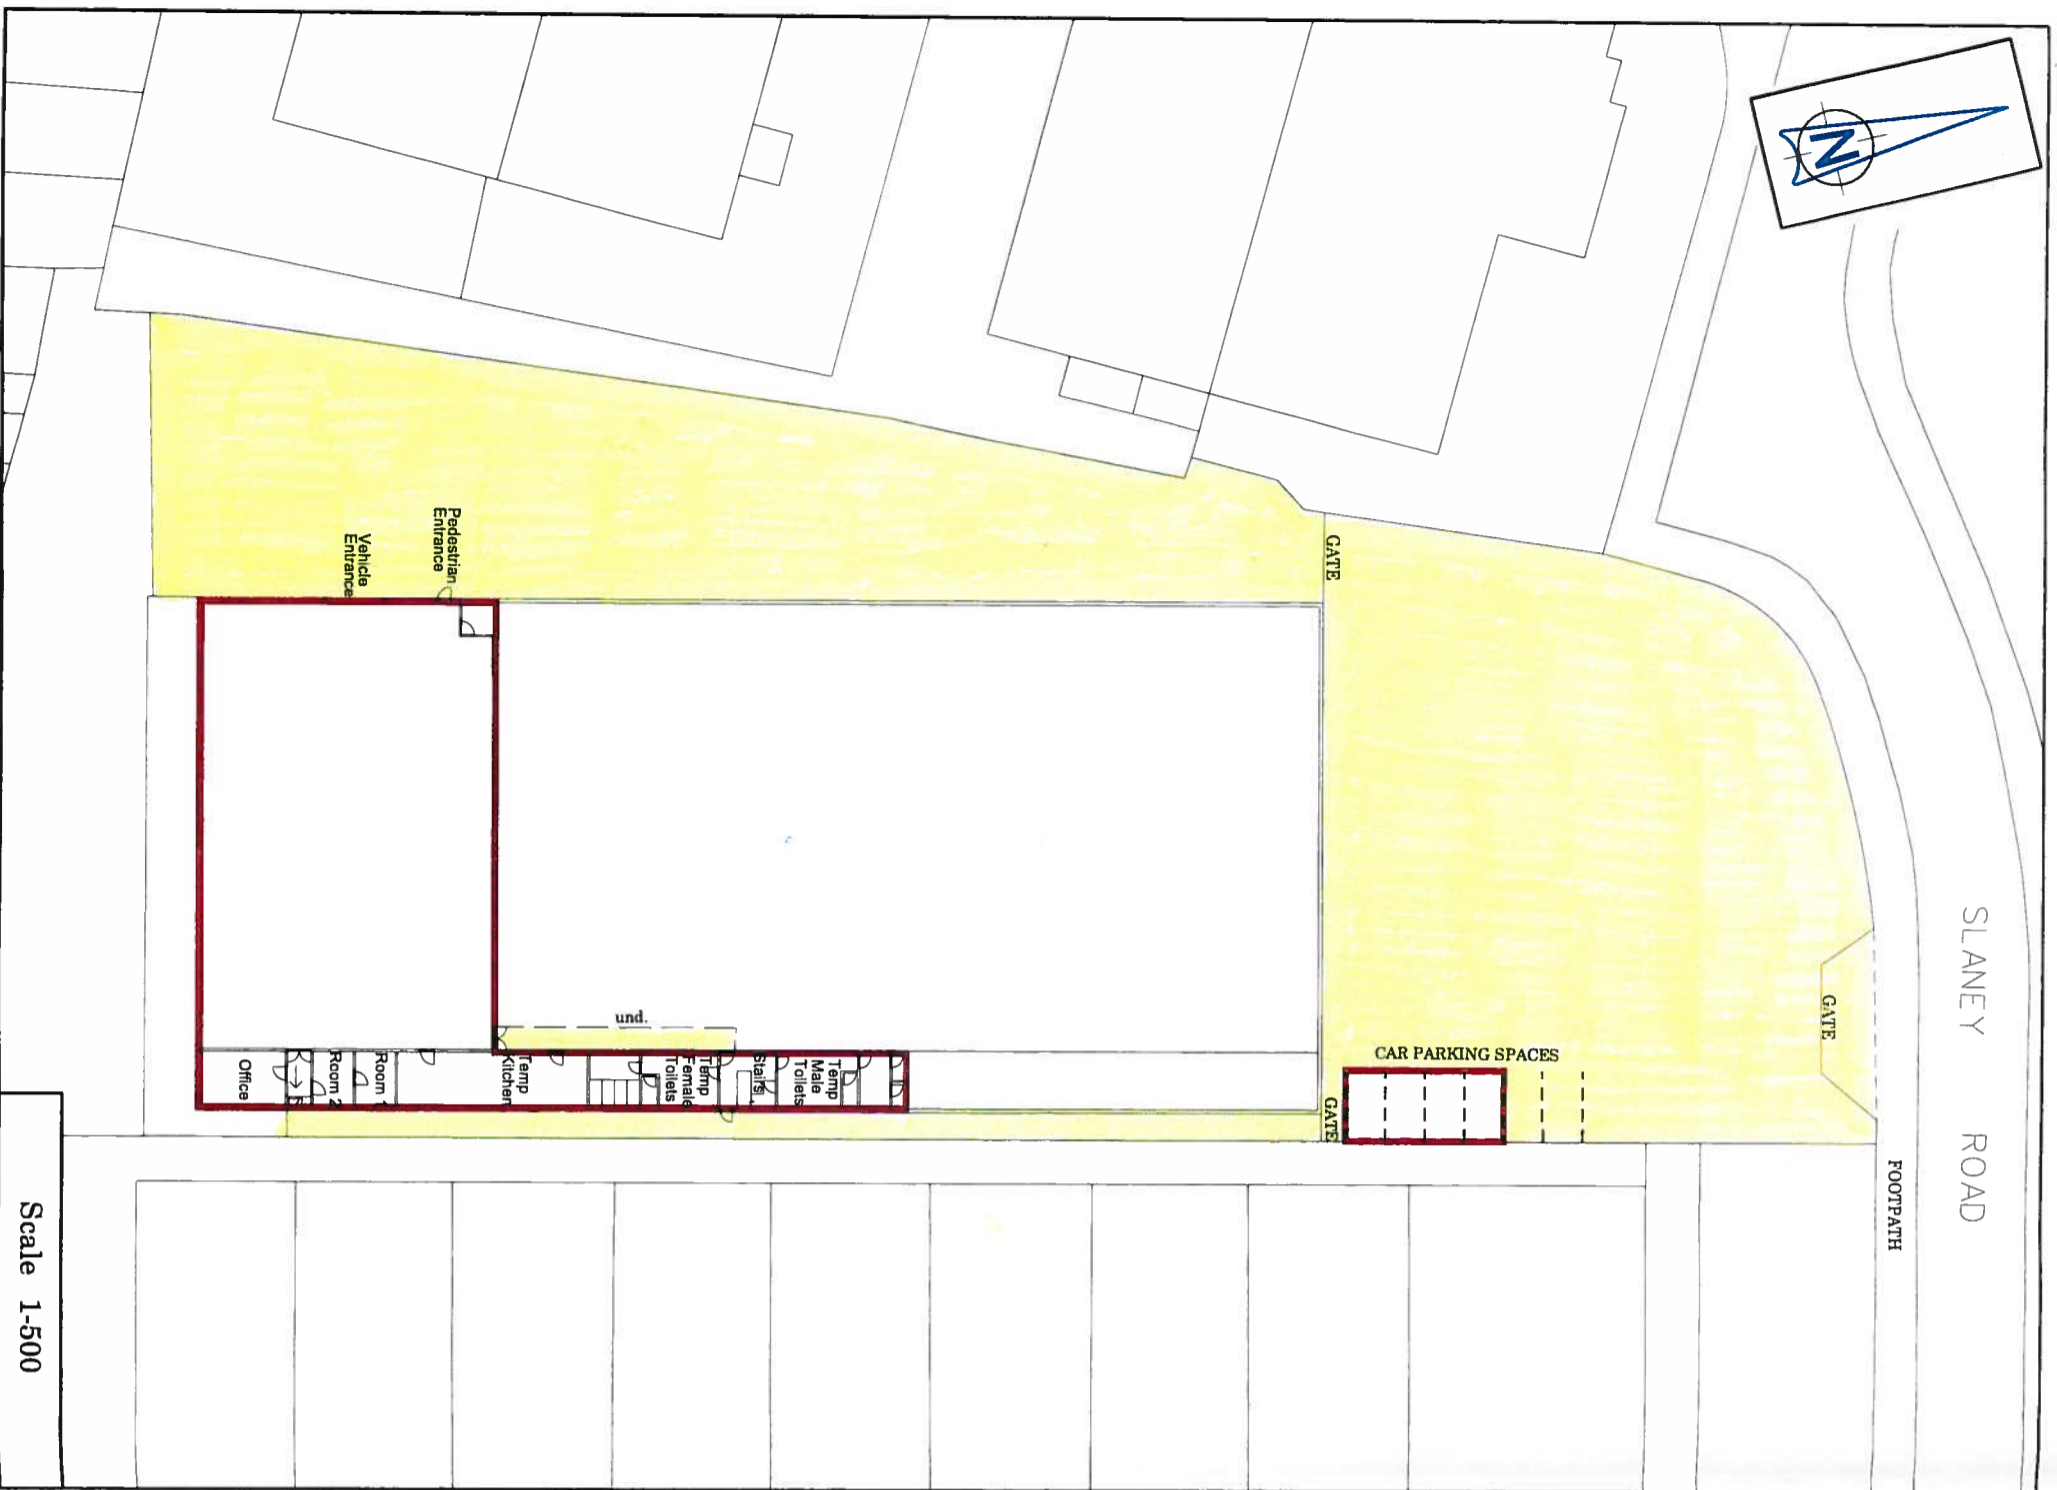 N
SLANEY ROAD
FOOTPATH
GATE
GATE
GATE
CAR PARKING SPACES
Pedestrian
Entrance
Vehicle
Entrance
und.
Office
Room 2
Room 1
Temp
Kitchen
Temp
Female
Toilets
Stairs
Temp
Male
Toilets
Scale 1-500